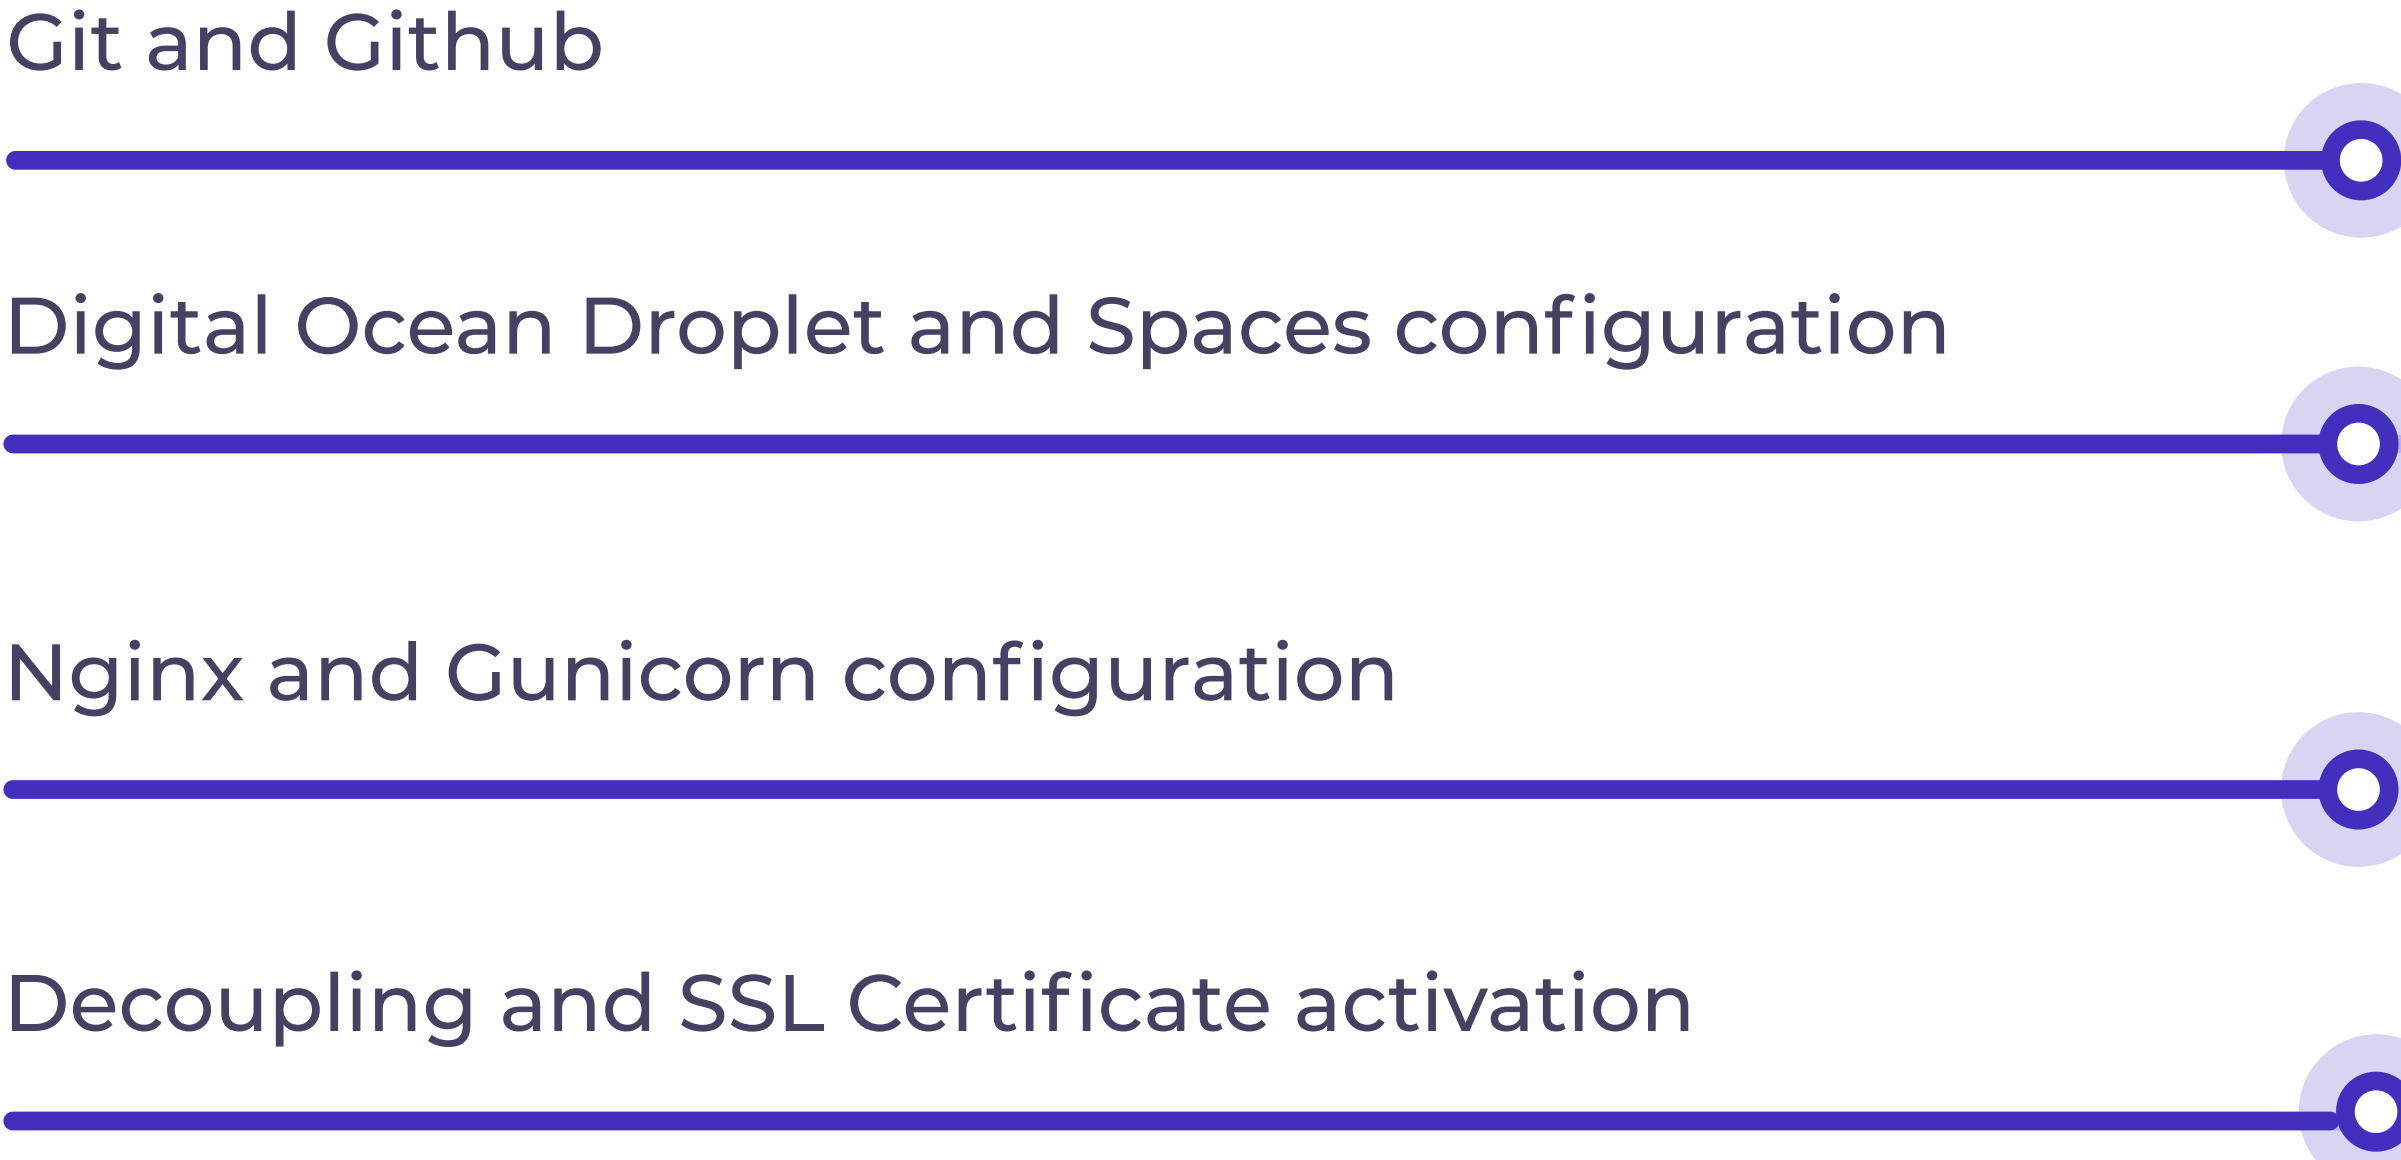 Git and Github
Digital Ocean Droplet and Spaces configuration
Nginx and Gunicorn configuration
Decoupling and SSL Certificate activation